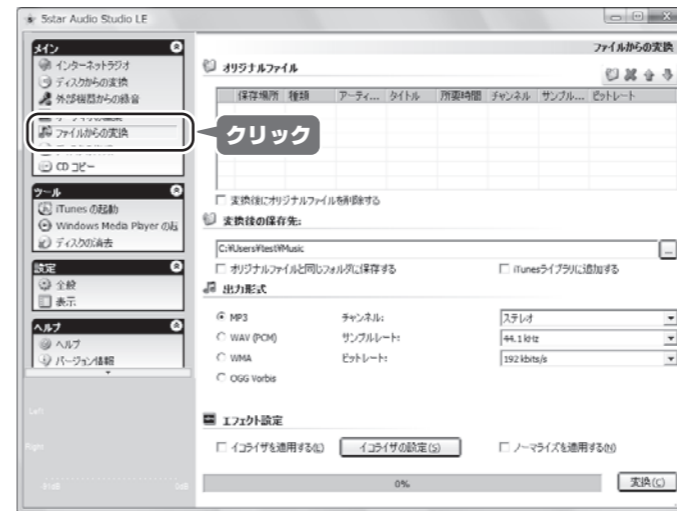 5star Audio Studio LE
メイン
インターネットラジオ
ディスクからの変換
外部機器からの録音
ファイルからの変換
クリック
CD コピー
ツール
iTunes の起動
Windows Media Player の起
ディスクの消去
設定
全般
表示
ヘルプ
ヘルプ
バージョン情報
Left
Right
0dB
ファイルからの変換
オリジナルファイル
保存場所 種類 アーティ... タイトル 所要時間 チャンネル サンプル... ビットレート
変換後にオリジナルファイルを削除する
変換後の保存先:
C:¥Users¥test¥Music
...
オリジナルファイルと同じフォルダに保存する iTunesライブラリに追加する
出力形式
MP3 チャンネル: ステレオ
WAV (PCM) サンプルレート: 44.1 kHz
WMA ビットレート: 192 kbits/s
OGG Vorbis
エフェクト設定
イコライザを適用する(E) イコライザの設定(S) ノーマライズを適用する(N)
0% 変換(C)